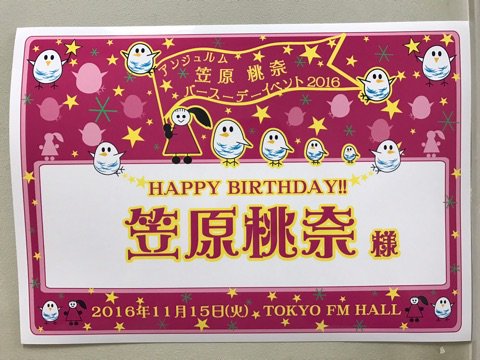 アンジュルム
笠原 桃奈
バースーデーイベント2016
HAPPY BIRTHDAY!!
笠原桃奈 様
2016年11月15日(火) TOKYO FM HALL